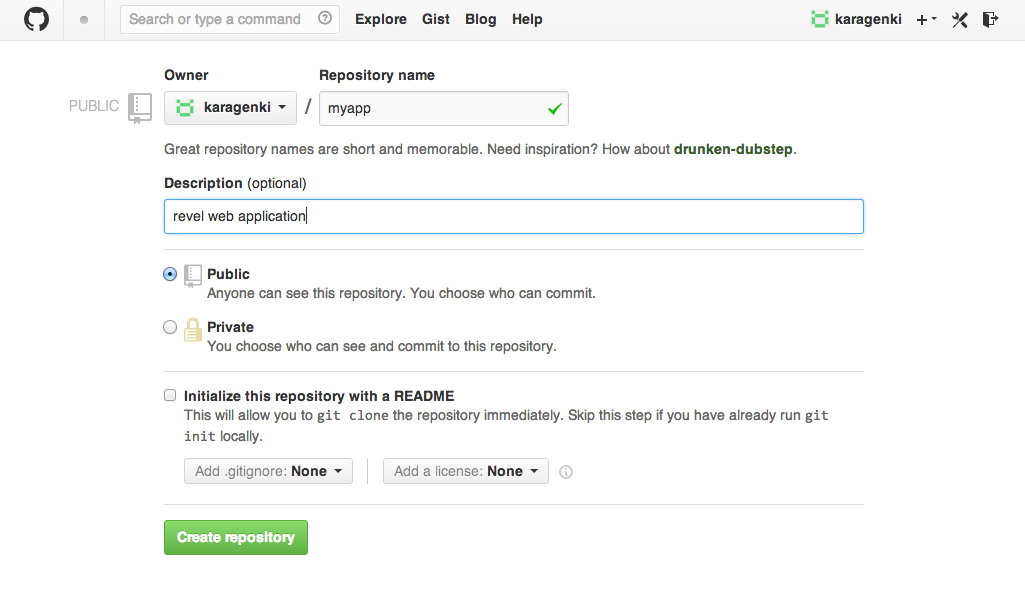 Search or type a command
Explore Gist Blog Help
karagenki
Owner Repository name
PUBLIC karagenki / myapp
Great repository names are short and memorable. Need inspiration? How about drunken-dubstep.
Description (optional)
revel web application
Public
Anyone can see this repository. You choose who can commit.
Private
You choose who can see and commit to this repository.
Initialize this repository with a README
This will allow you to git clone the repository immediately. Skip this step if you have already run git
init locally.
Add .gitignore: None Add a license: None
Create repository